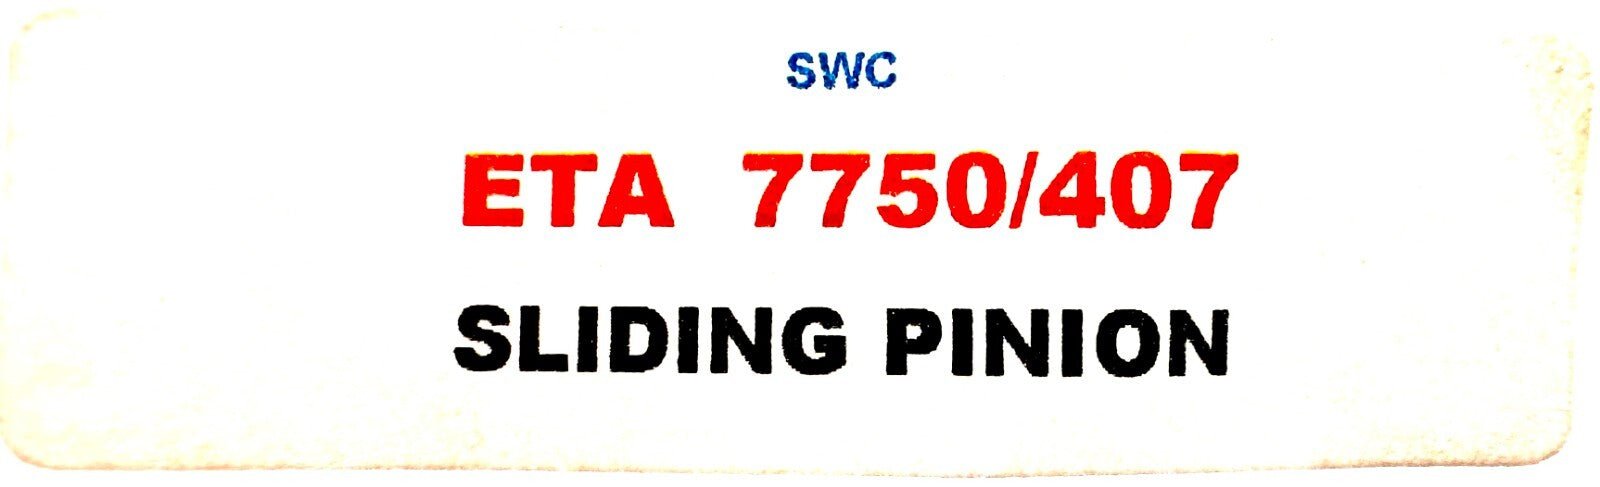 SWC
ETA 7750/407
SLIDING PINION